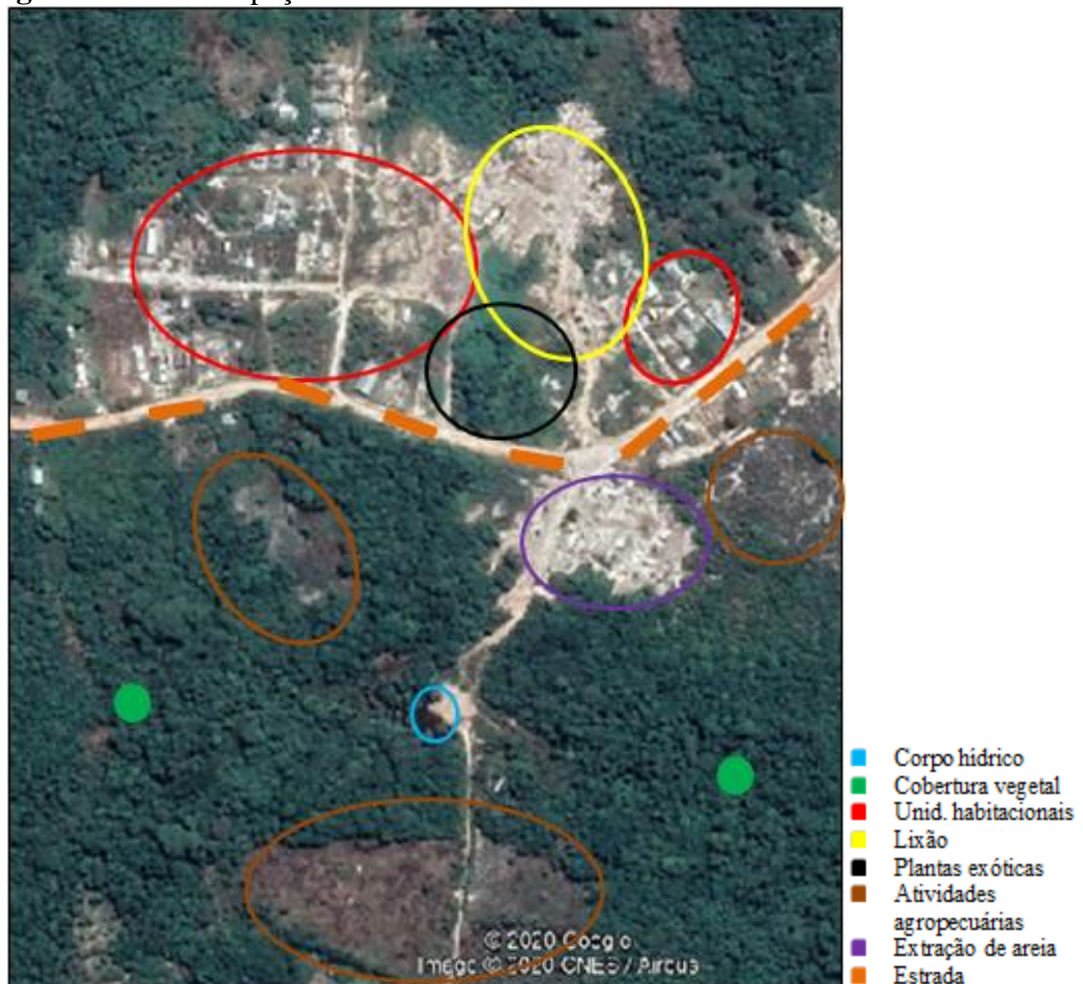 Corpo hídrico
Cobertura vegetal
Unid. habitacionais
Lixão
Plantas exóticas
Atividades
agropecuárias
Extração de areia
Estrada
© 2020 Google
Image © 2020 CNES / Airbus